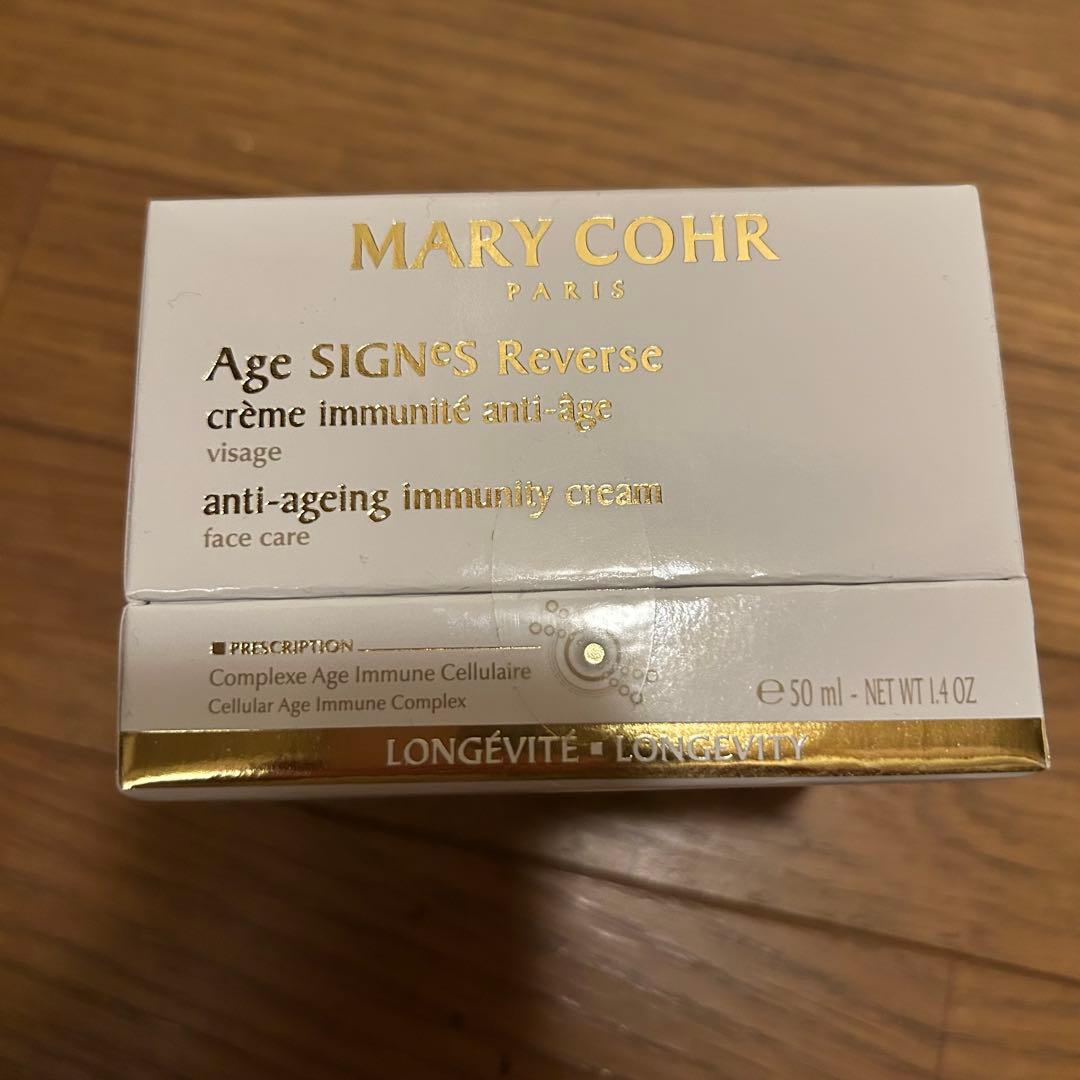 MARY COHR
PARIS
Age SIGNeS Reverse
crème immunité anti-âge
visage
anti-ageing immunity cream
face care
PRESCRIPTION
Complexe Age Immune Cellulaire
Cellular Age Immune Complex
℮ 50 ml - NET WT 1.4 OZ
LONGÉVITÉ ▪ LONGEVITY